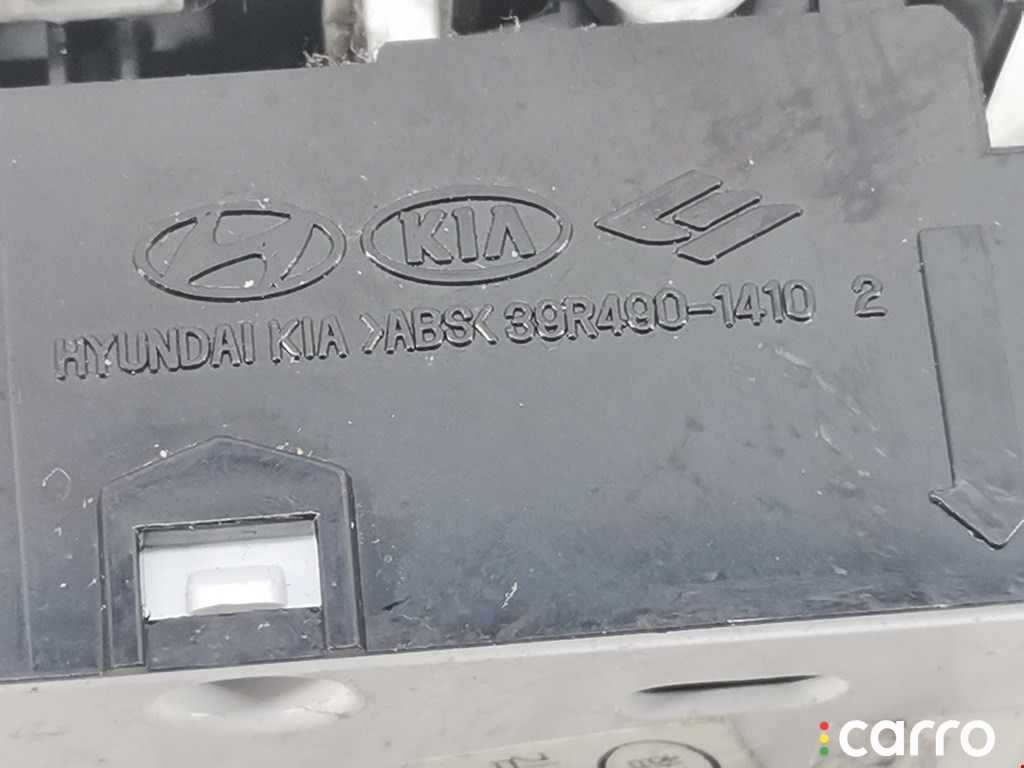 KIA
HYUNDAI KIA >ABS< 39R490-1410 2
carro